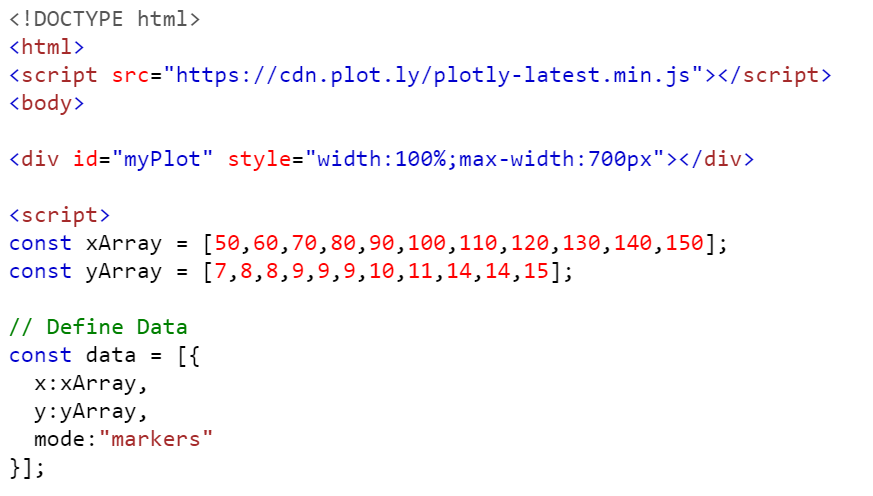 <!DOCTYPE html>
<html>
<script src="https://cdn.plot.ly/plotly-latest.min.js"></script>
<body>
<div id="myPlot" style="width:100%;max-width:700px"></div>
<script>
const xArray = [50,60,70,80,90,100,110,120,130,140,150];
const yArray = [7,8,8,9,9,9,10,11,14,14,15];
// Define Data
const data = [{
  x:xArray,
  y:yArray,
  mode:"markers"
}];